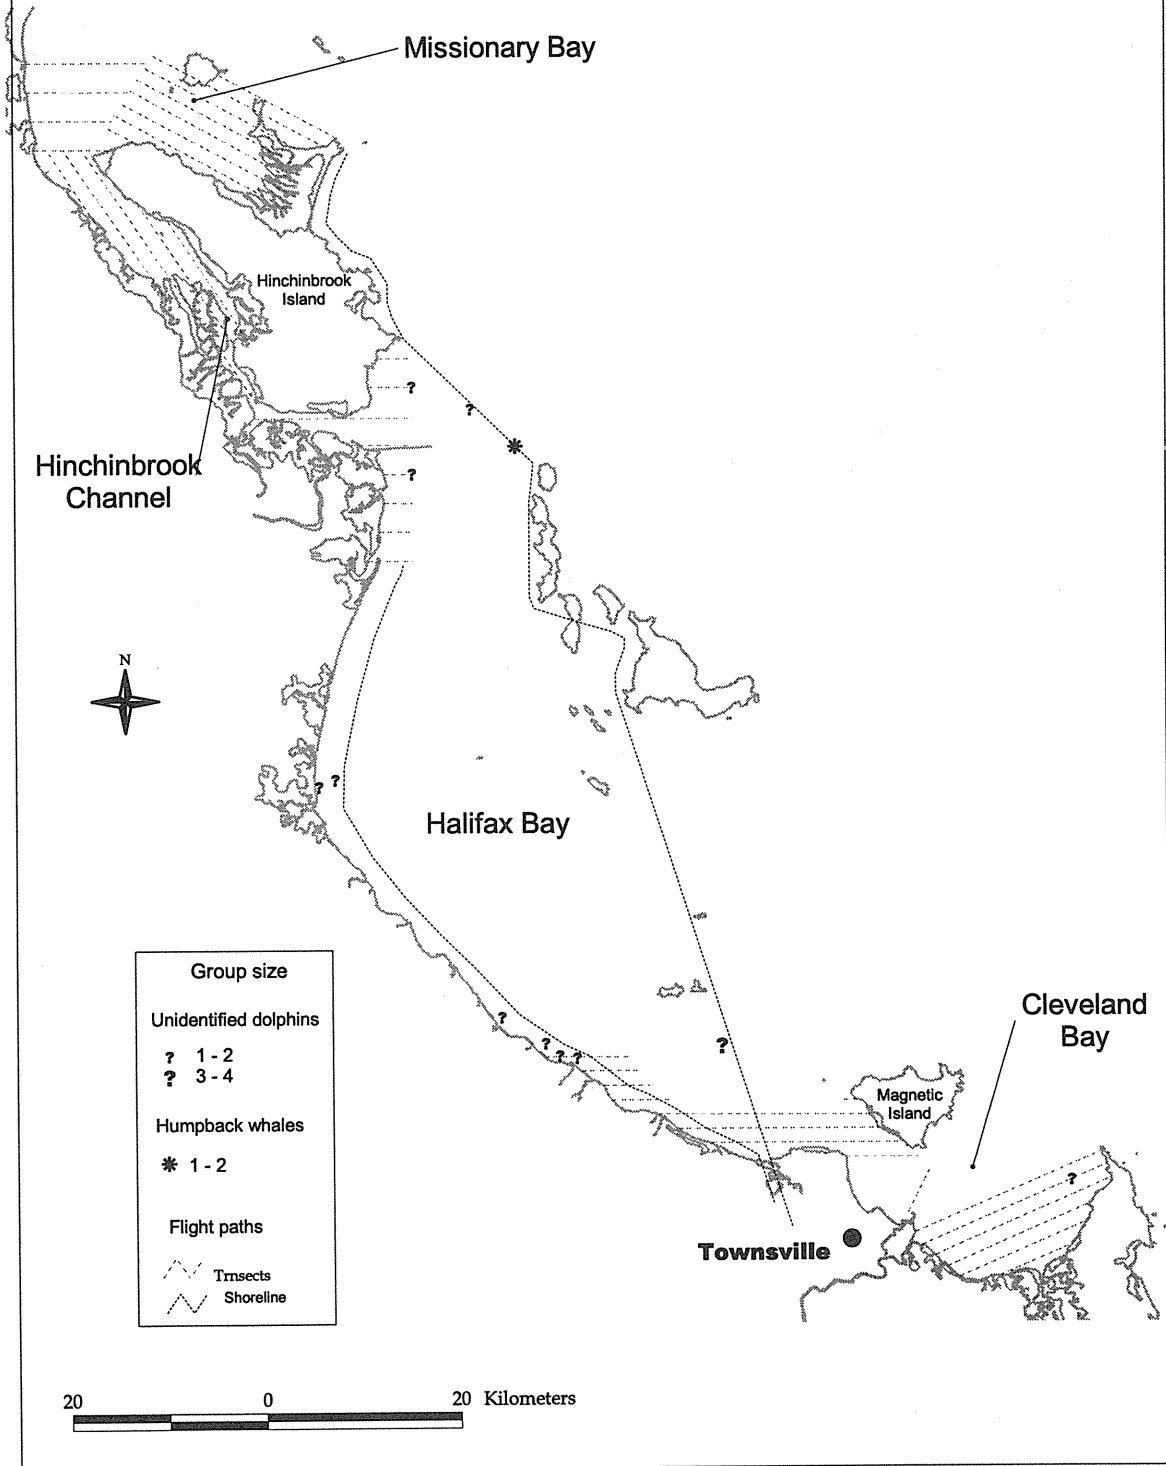 Missionary Bay
Hinchinbrook
Island
?
?
?
Hinchinbrook
Channel
N
?
?
Halifax Bay
Group size
Unidentified dolphins
? 1 - 2
? 3 - 4
Humpback whales
1 - 2
Flight paths
Trnsects
Shoreline
?
?
?
?
?
Cleveland
Bay
Magnetic
Island
?
Townsville
20 0 20 Kilometers